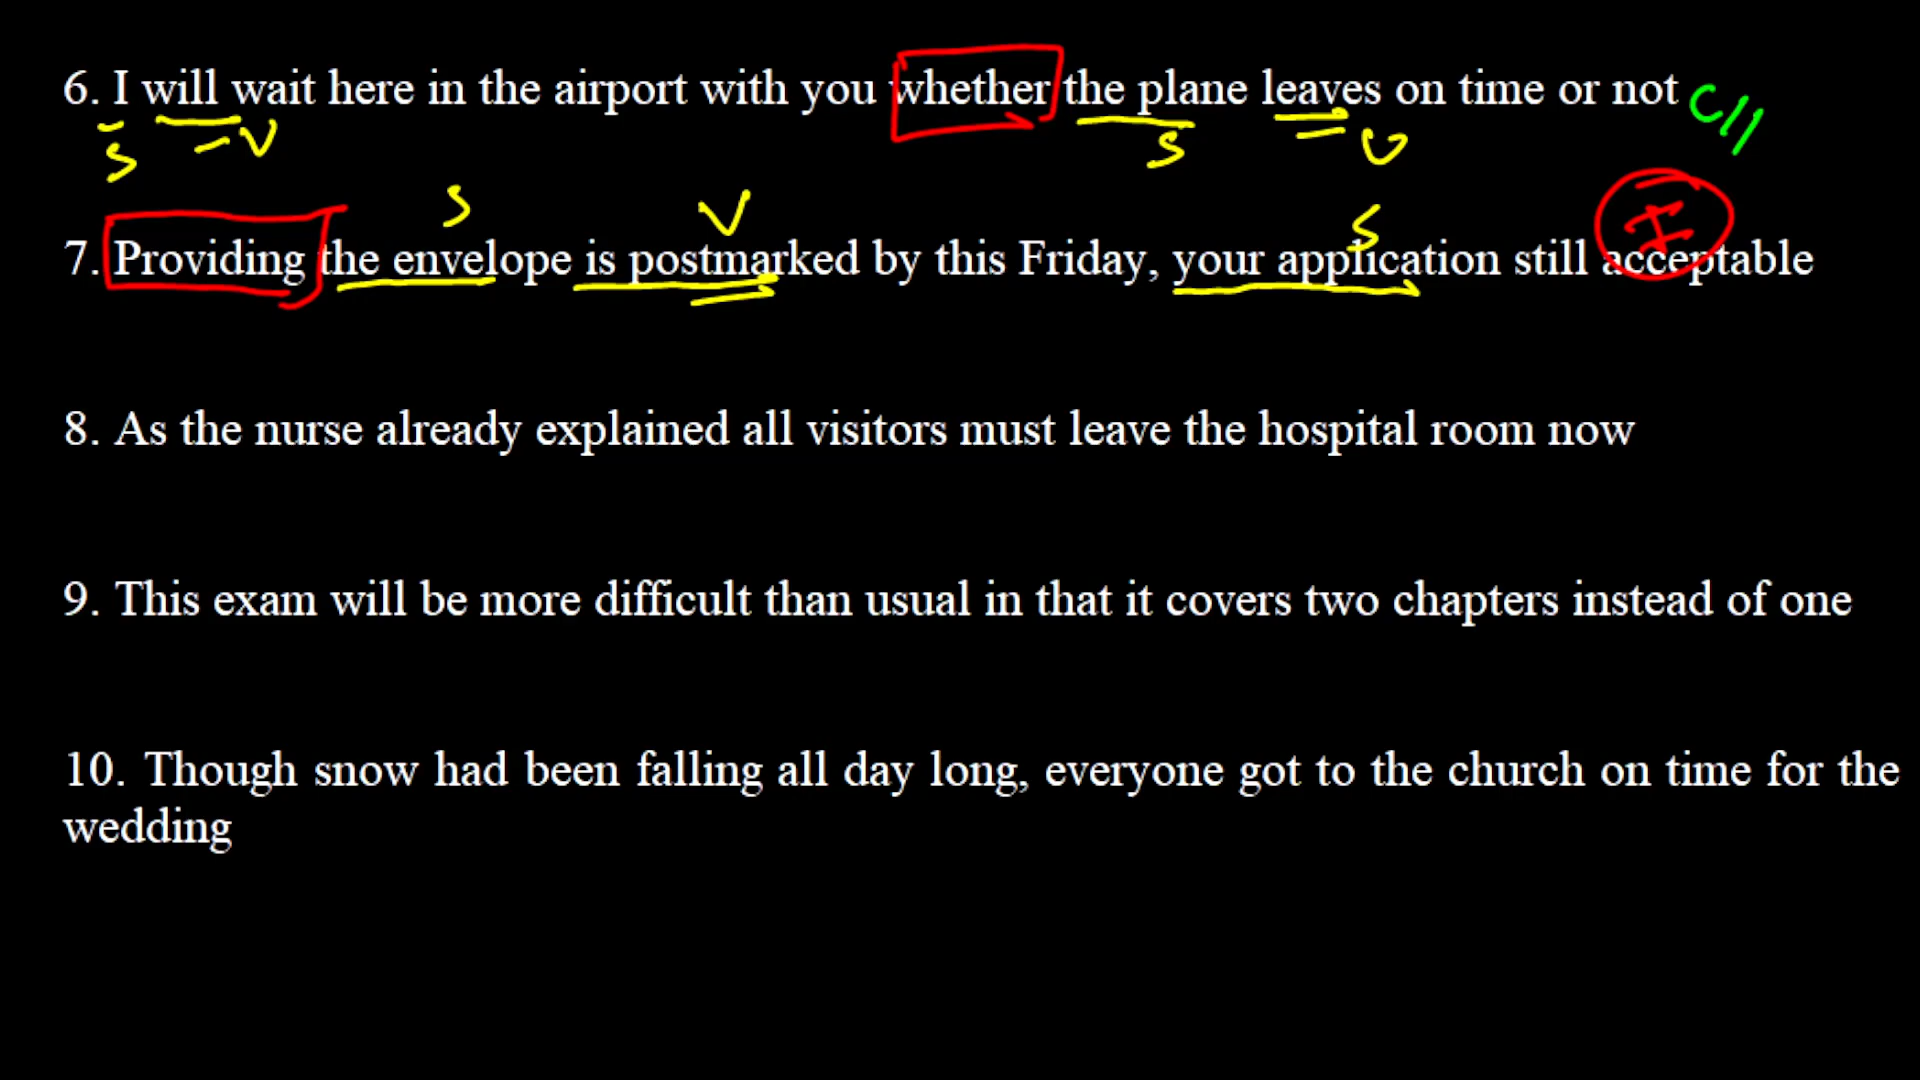 6. I will wait here in the airport with you whether the plane leaves on time or not C//
S V S V
S V S I
7. Providing the envelope is postmarked by this Friday, your application still acceptable
8. As the nurse already explained all visitors must leave the hospital room now
9. This exam will be more difficult than usual in that it covers two chapters instead of one
10. Though snow had been falling all day long, everyone got to the church on time for the
wedding